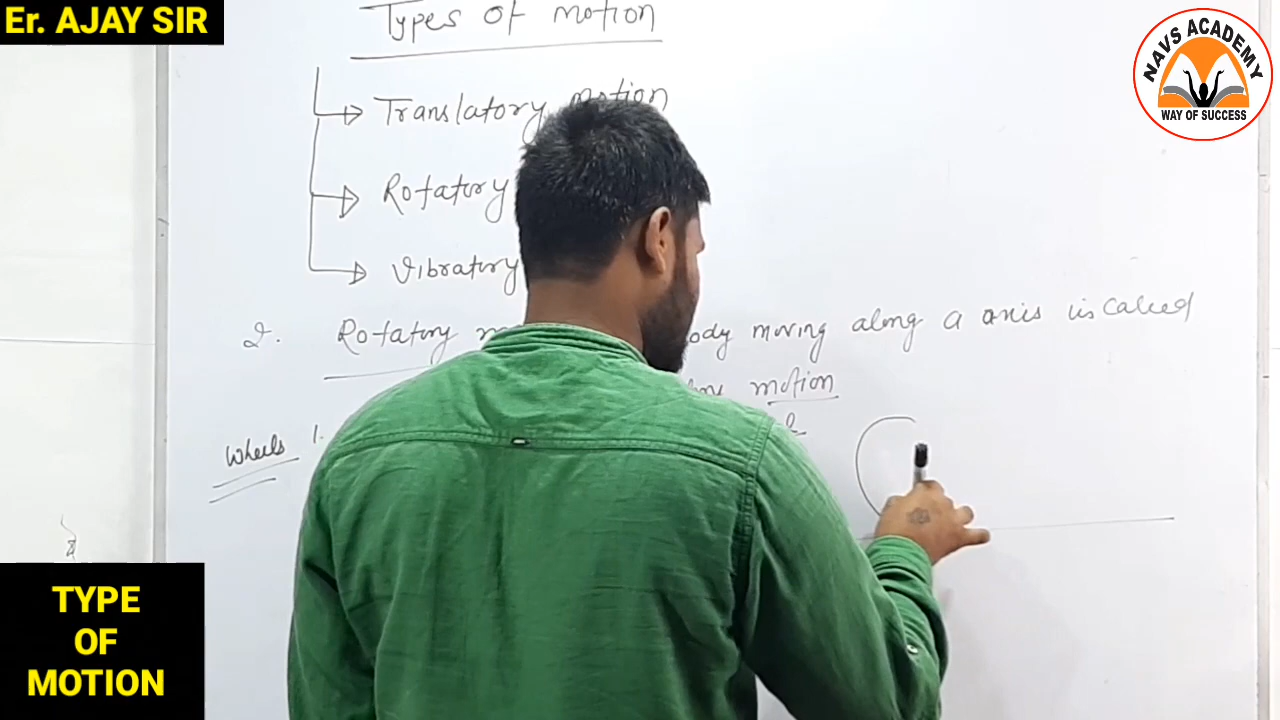 Er. AJAY SIR
NAVS ACADEMY
WAY OF SUCCESS
Types of motion
Translatory motion
Rotatory
Vibratory
2. Rotatory ody moving along a axis is called
motion
Wheels 1.
TYPE
OF
MOTION